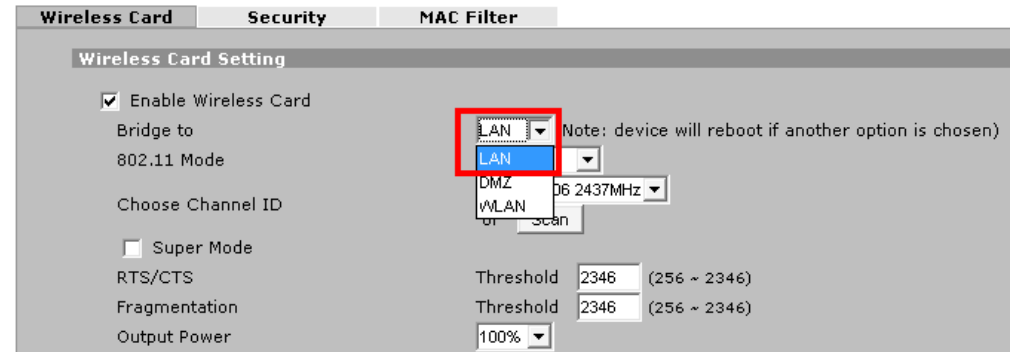 Wireless Card Security MAC Filter
Wireless Card Setting
Enable Wireless Card
Bridge to LAN Note: device will reboot if another option is chosen)
802.11 Mode LAN
DMZ 06 2437MHz
Choose Channel ID WLAN
or Scan
Super Mode
RTS/CTS Threshold 2346 (256 ~ 2346)
Fragmentation Threshold 2346 (256 ~ 2346)
Output Power 100%